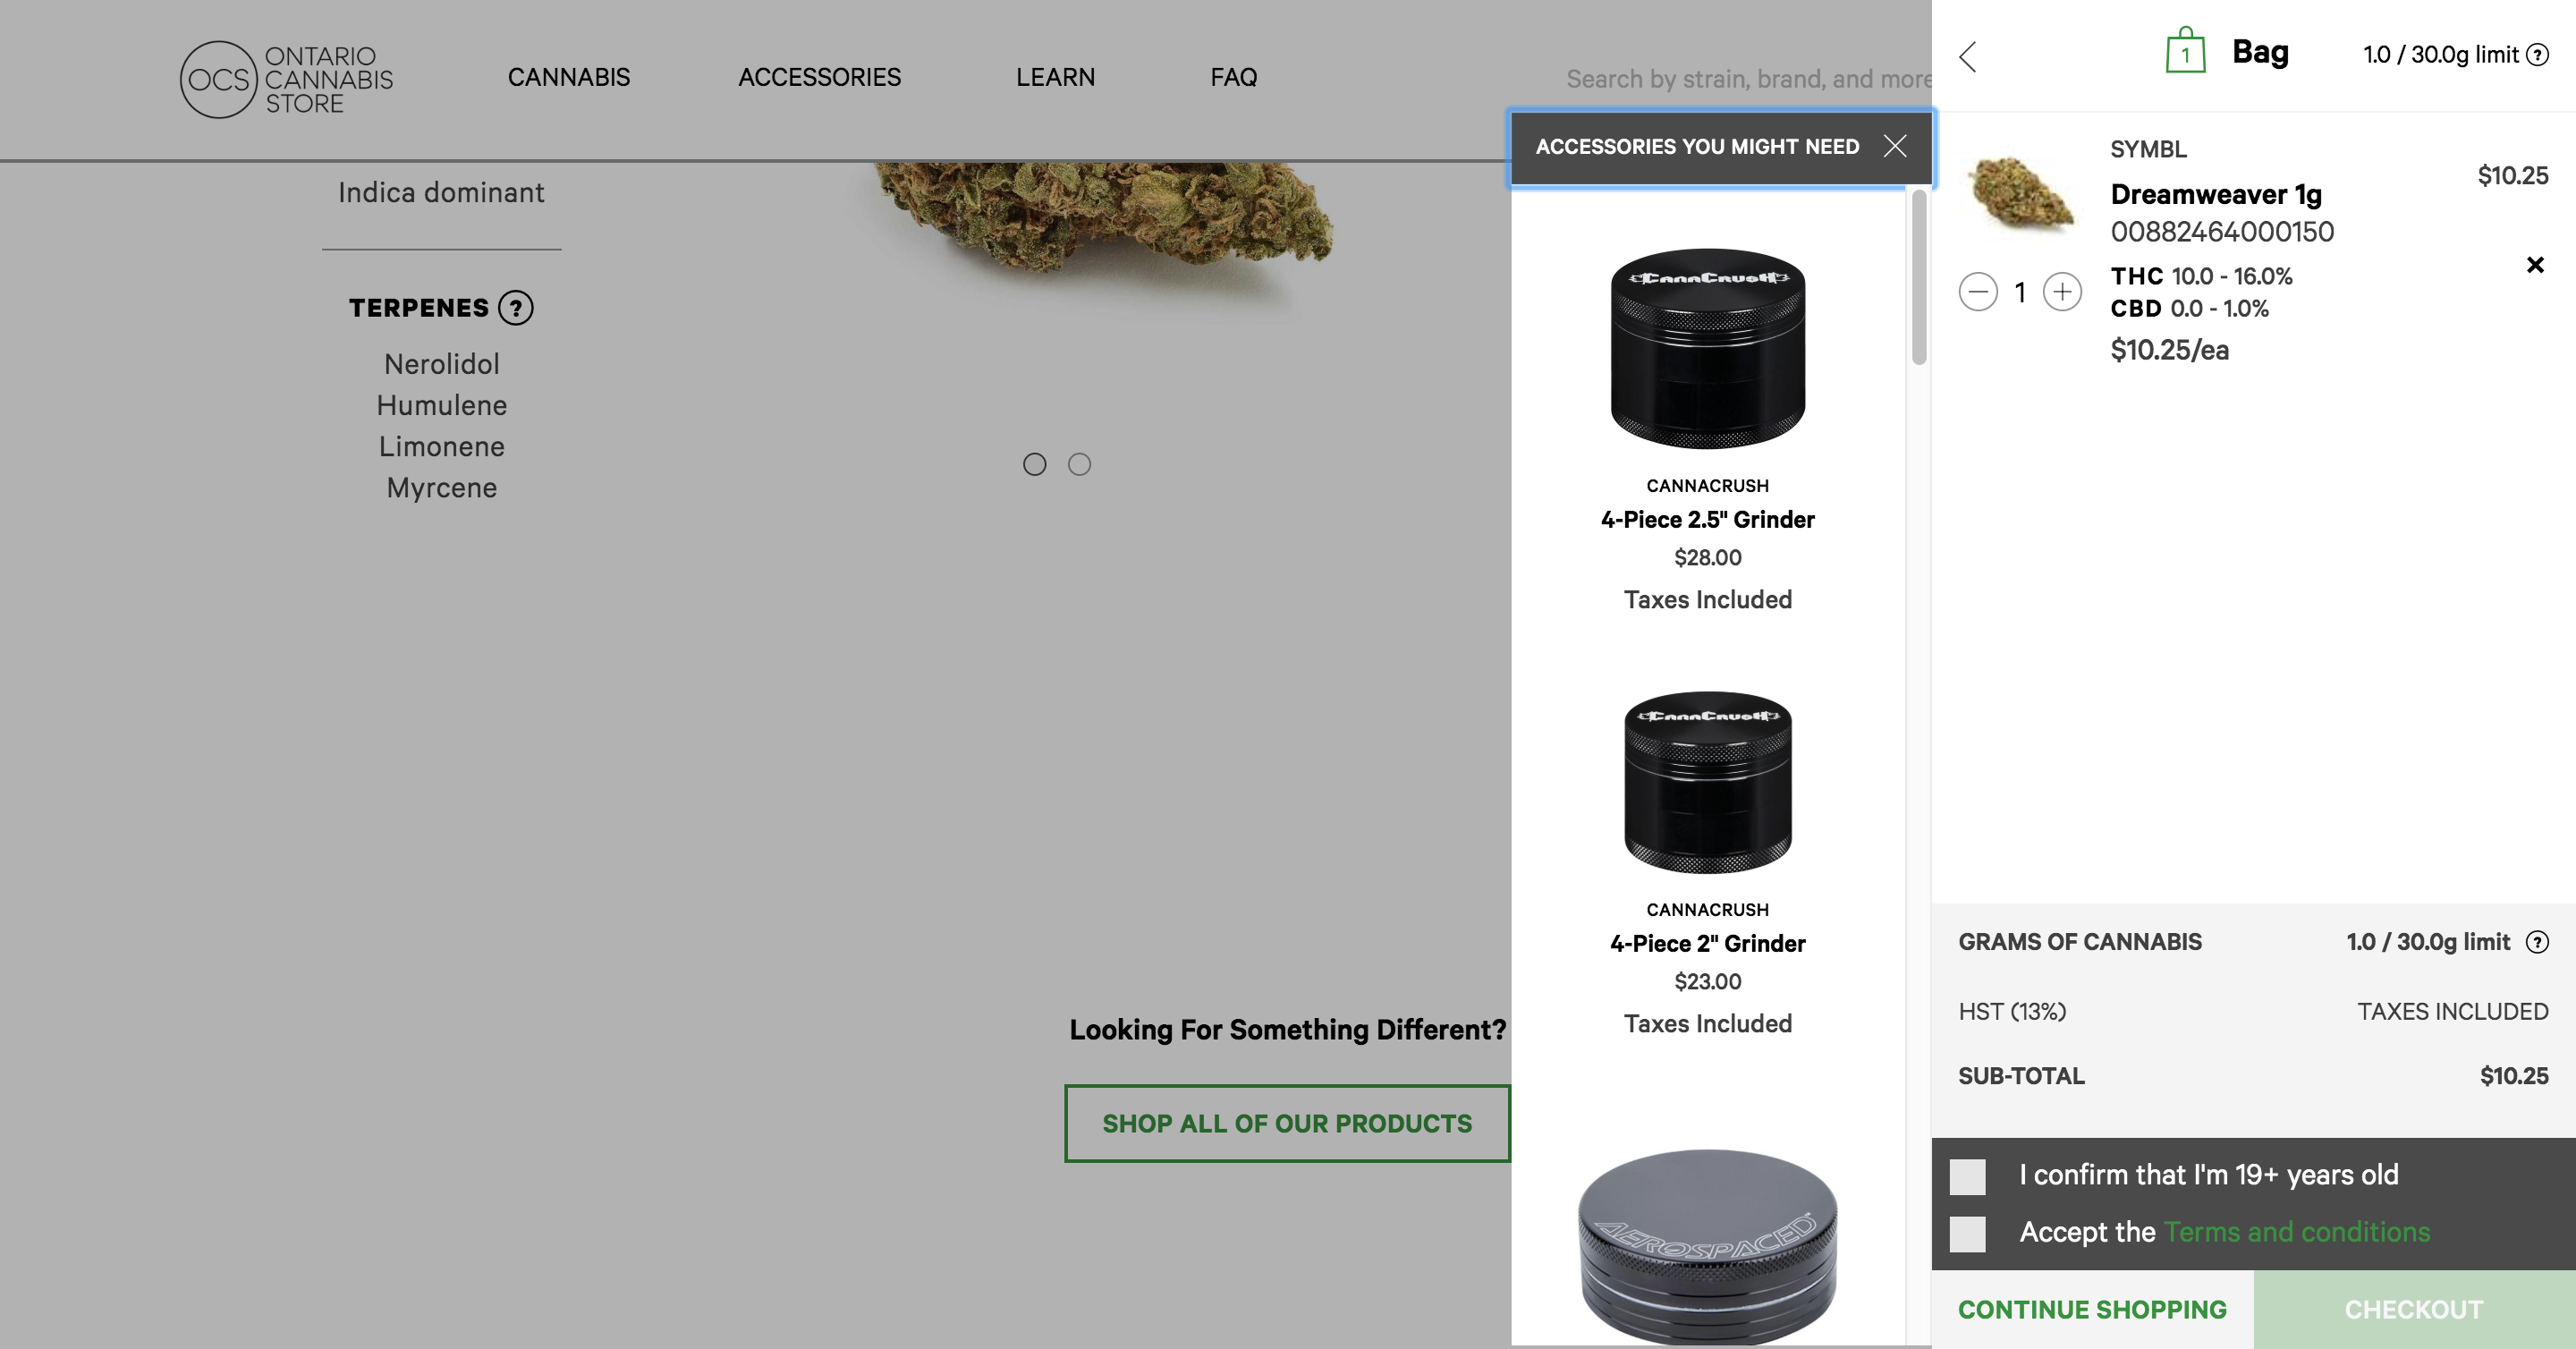 OCS
ONTARIO
CANNABIS
STORE
CANNABIS
ACCESSORIES
LEARN
FAQ
Search by strain, brand, and more
Indica dominant
TERPENES ?
Nerolidol
Humulene
Limonene
Myrcene
Looking For Something Different?
SHOP ALL OF OUR PRODUCTS
ACCESSORIES YOU MIGHT NEED
CANNACRUSH
CANNACRUSH
4-Piece 2.5" Grinder
$28.00
Taxes Included
CANNACRUSH
CANNACRUSH
4-Piece 2" Grinder
$23.00
Taxes Included
AEROSPACED
1
Bag
1.0 / 30.0g limit ?
SYMBL
$10.25
Dreamweaver 1g
00882464000150
THC 10.0 - 16.0%
1
CBD 0.0 - 1.0%
$10.25/ea
GRAMS OF CANNABIS
1.0 / 30.0g limit ?
HST (13%)
TAXES INCLUDED
SUB-TOTAL
$10.25
I confirm that I'm 19+ years old
Accept the Terms and conditions
CONTINUE SHOPPING
CHECKOUT